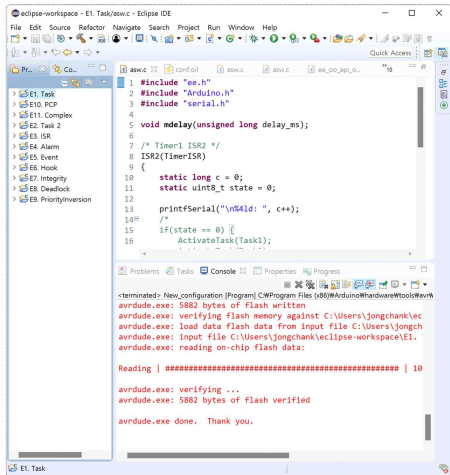 eclipse-workspace - E1. Task/asw.c - Eclipse IDE
File Edit Source Refactor Navigate Search Project Run Window Help
Quick Access
Pr...
Co...
asw.c
conf.oil
asw.c
asw.c
ee_oo_api_o...
»10
E1. Task
E10. PCP
E11. Complex
E2. Task 2
E3. ISR
E4. Alarm
E5. Event
E6. Hook
E7. Integrity
E8. Deadlock
E9. PriorityInversion
1 #include "ee.h"
2 #include "Arduino.h"
3 #include "serial.h"
4
5 void mdelay(unsigned long delay_ms);
6
7 /* Timer1 ISR2 */
8 ISR2(TimerISR)
9 {
10 static long c = 0;
11 static uint8_t state = 0;
12
13 printfSerial("\n%4ld: ", c++);
14 /*
15 if(state == 0) {
16 ActivateTask(Task1);
Problems Tasks Console Properties Progress
<terminated> New_configuration [Program] C:₩Program Files (x86)₩Arduino₩hardware₩tools₩avr₩
avrdude.exe: 5882 bytes of flash written
avrdude.exe: verifying flash memory against C:\Users\jongchank\ec
avrdude.exe: load data flash data from input file C:\Users\jongch
avrdude.exe: input file C:\Users\jongchank\eclipse-workspace\E1.
avrdude.exe: reading on-chip flash data:
Reading | ################################################## | 10
avrdude.exe: verifying ...
avrdude.exe: 5882 bytes of flash verified
avrdude.exe done. Thank you.
E1. Task